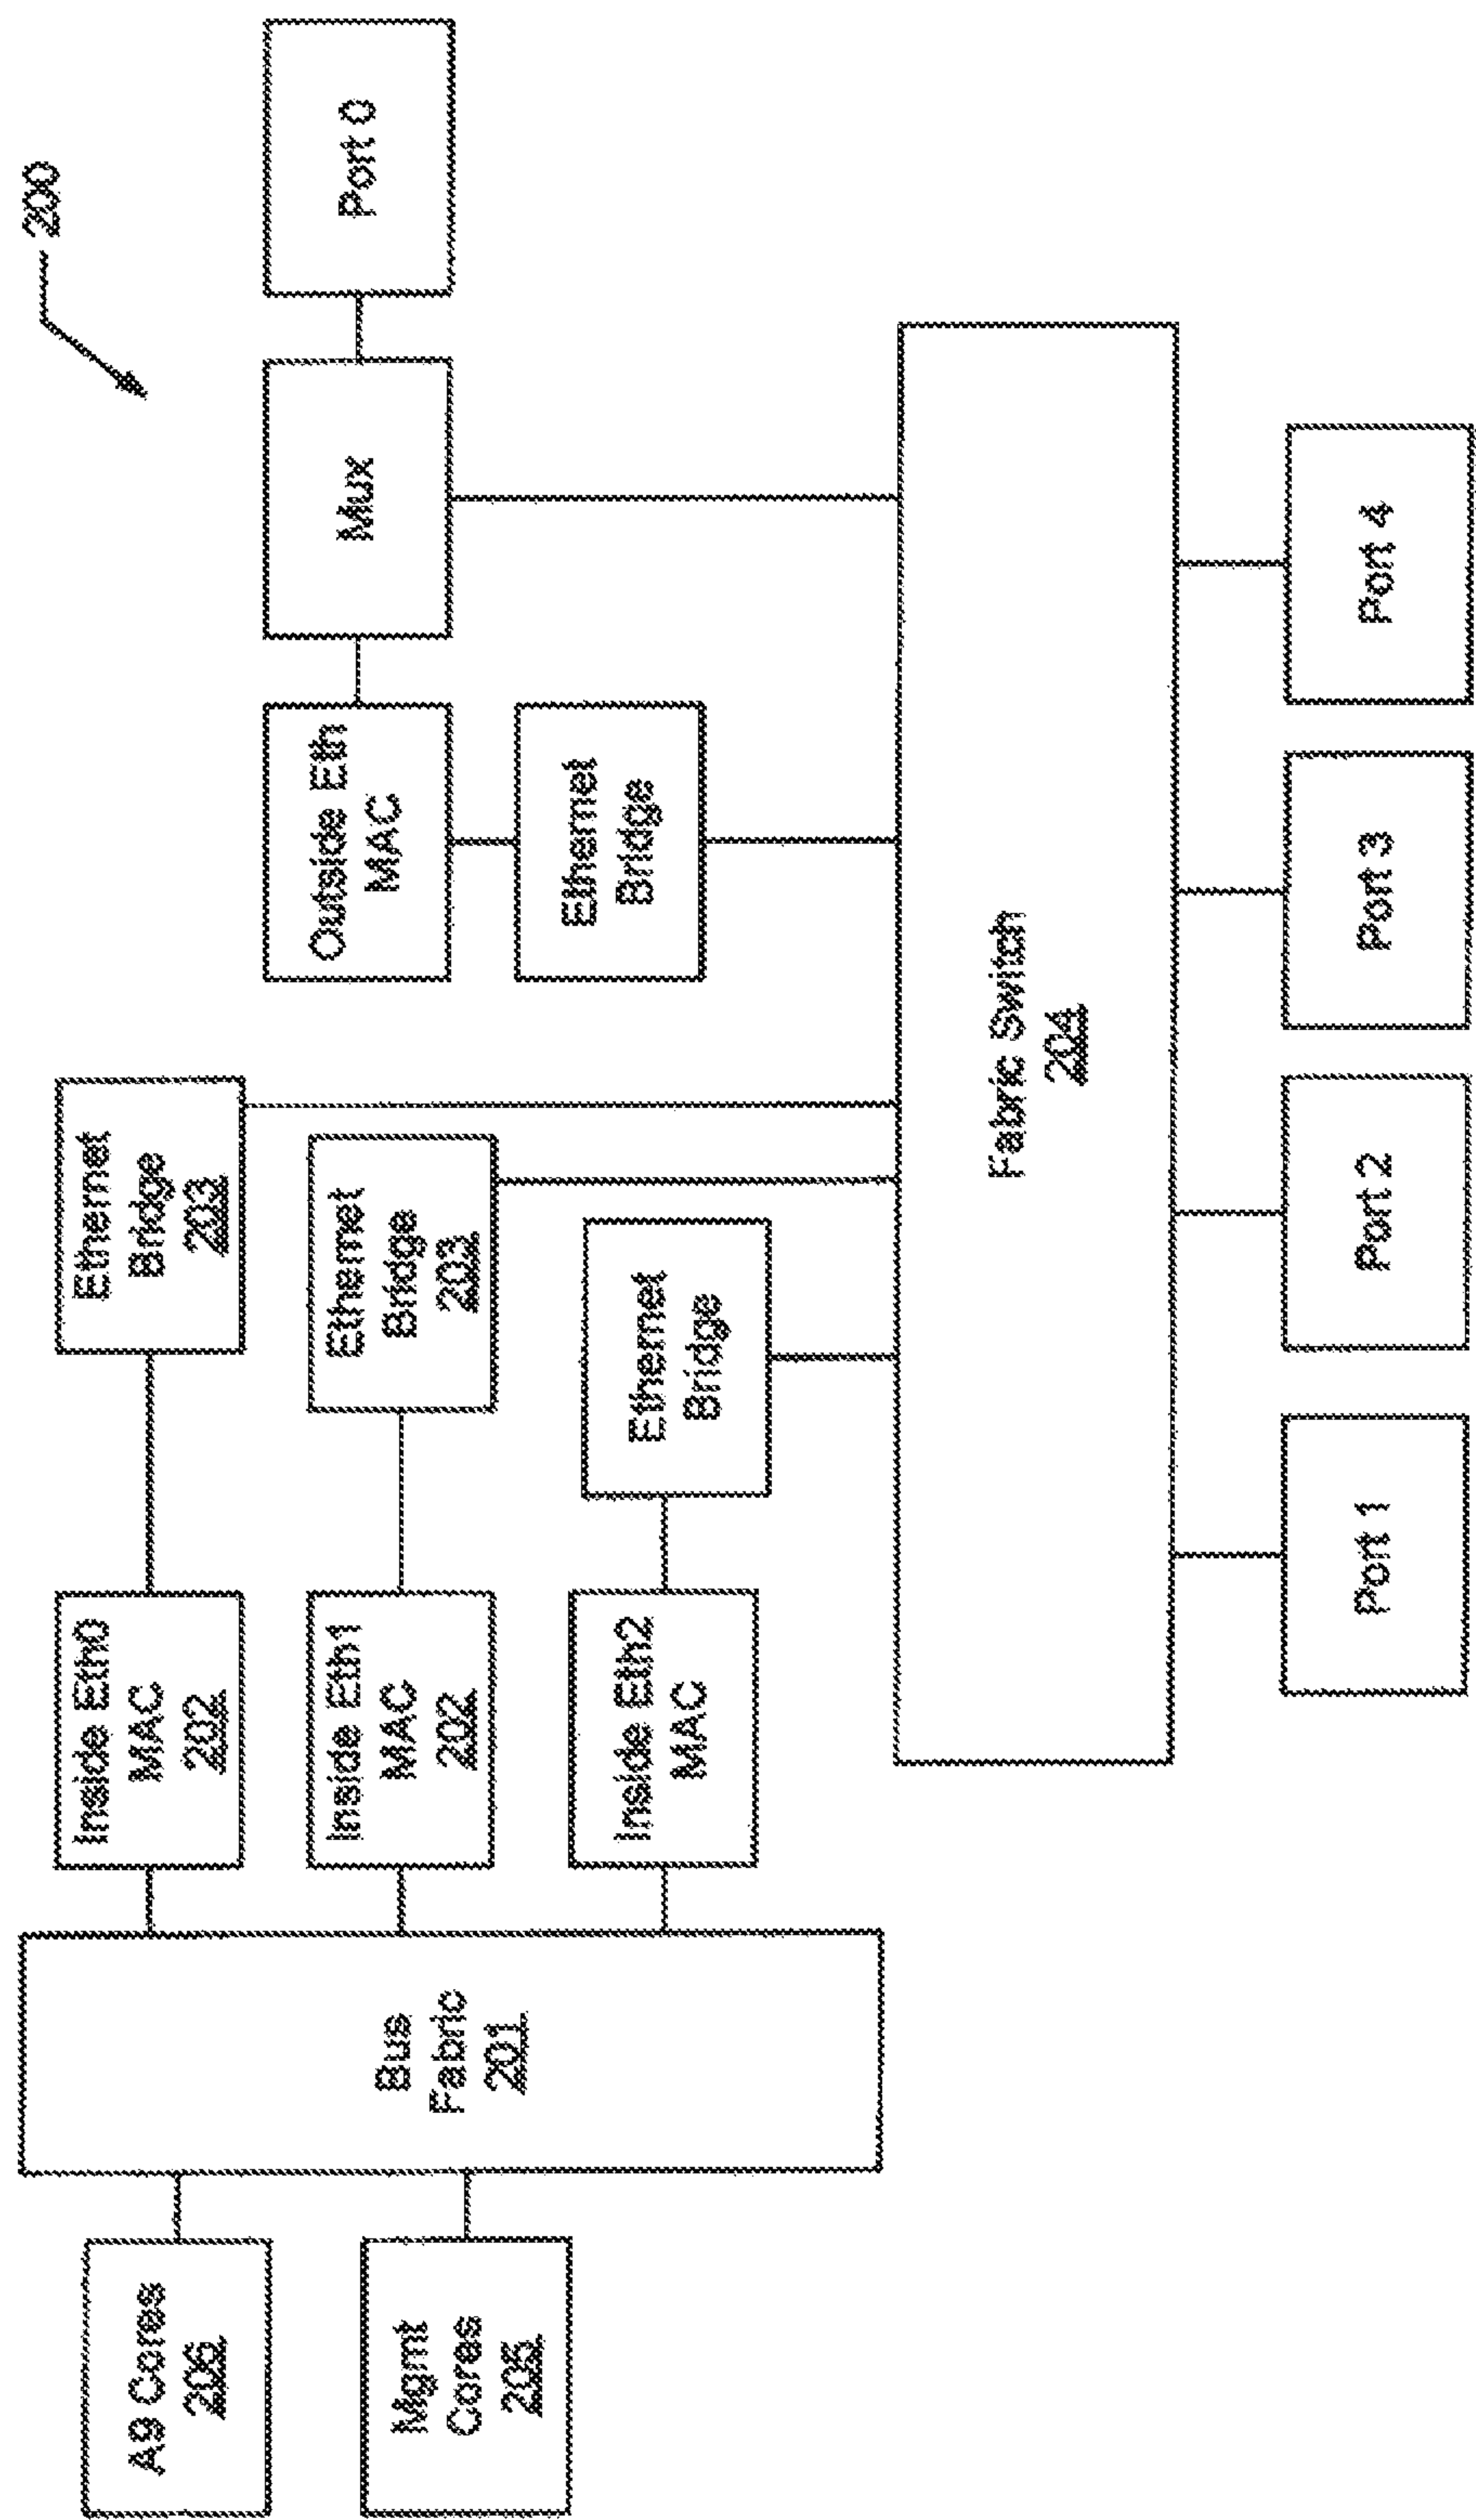 200
A9 Cores
206
Mgmt
Cores
205
Bus
Fabric
201
Inside Eth0
MAC
202
Inside Eth1
MAC
202
Inside Eth2
MAC
Ethernet
Bridge
203
Ethernet
Bridge
203
Ethernet
Bridge
Outside Eth
MAC
Ethernet
Bridge
Mux
Port 0
Fabric Switch
204
Port 1
Port 2
Port 3
Port 4